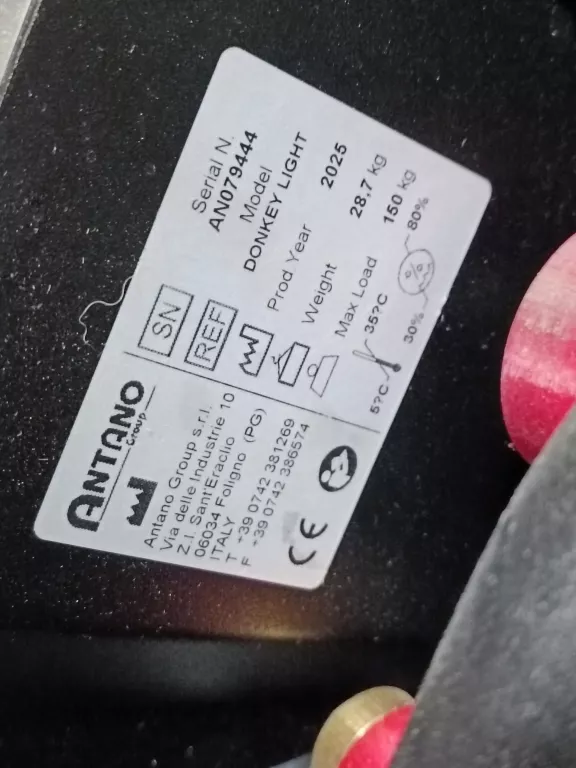 ANTANO
Group
Antano Group s.r.l.
Via delle Industrie 10
Z.I. Sant'Eraclio
06034 Foligno (PG)
ITALY
T +39 0742 381269
F +39 0742 386574
CE
SN
Serial N.
AN079444
REF
Model
DONKEY LIGHT
Prod.Year 2025
Weight 28,7 kg
Max Load 150 kg
5?C 35?C
30% % 80%